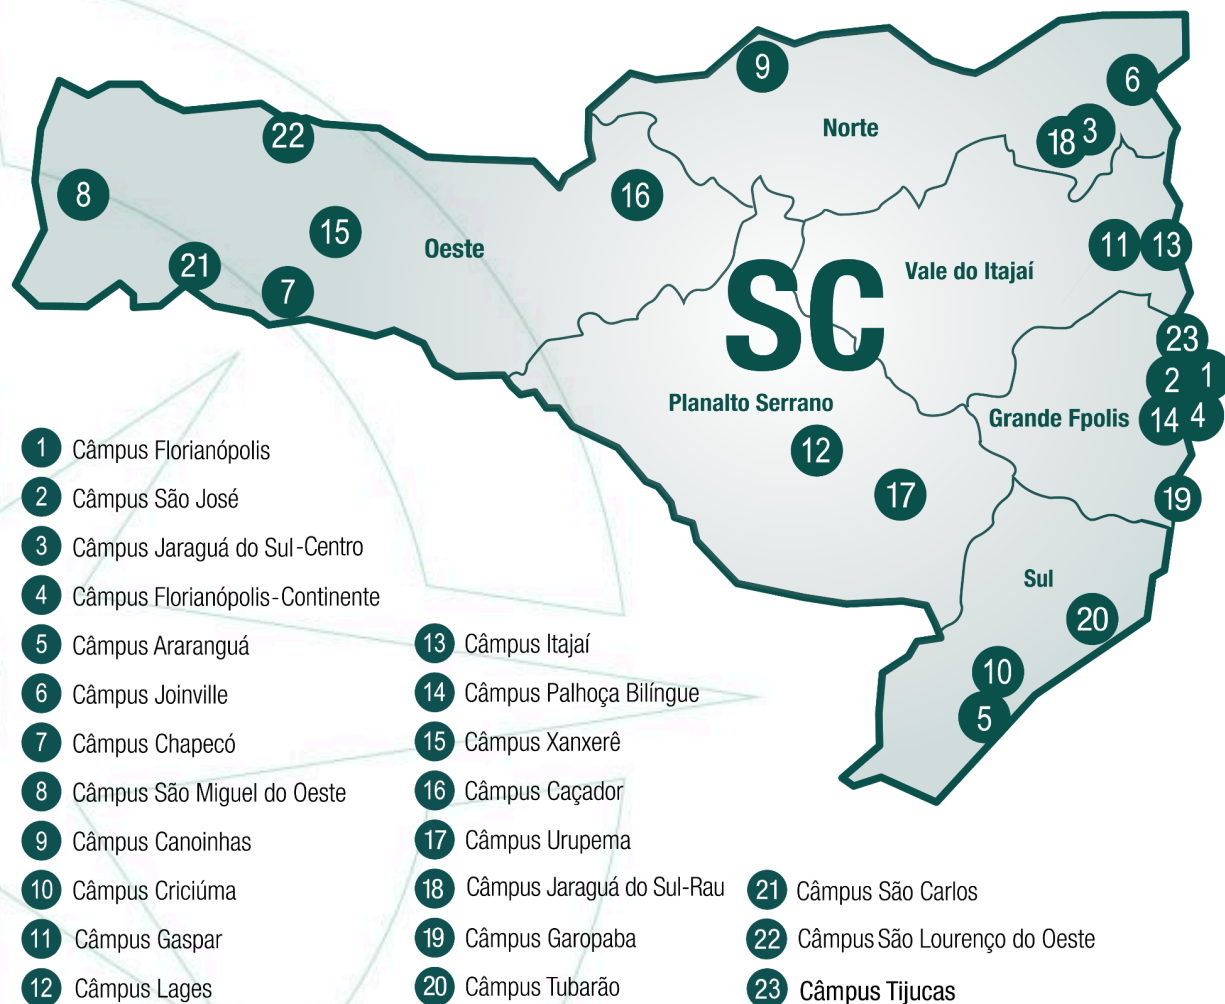 9
6
Norte
3
18
22
8
16
15
Oeste
11
13
21
Vale do Itajaí
7
SC
23
1
2
Planalto Serrano
Grande Fpolis
14
4
12
17
19
Sul
20
10
5
1 Câmpus Florianópolis
2 Câmpus São José
3 Câmpus Jaraguá do Sul-Centro
4 Câmpus Florianópolis-Continente
5 Câmpus Araranguá
6 Câmpus Joinville
7 Câmpus Chapecó
8 Câmpus São Miguel do Oeste
9 Câmpus Canoinhas
10 Câmpus Criciúma
11 Câmpus Gaspar
12 Câmpus Lages
13 Câmpus Itajaí
14 Câmpus Palhoça Bilíngue
15 Câmpus Xanxerê
16 Câmpus Caçador
17 Câmpus Urupema
18 Câmpus Jaraguá do Sul-Rau
19 Câmpus Garopaba
20 Câmpus Tubarão
21 Câmpus São Carlos
22 Câmpus São Lourenço do Oeste
23 Câmpus Tijucas